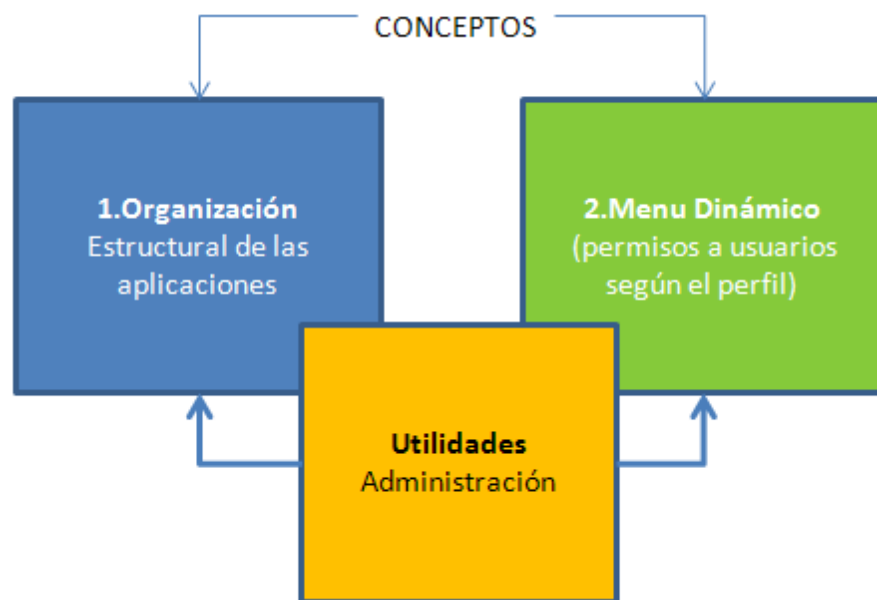 CONCEPTOS
1.Organización
Estructural de las
aplicaciones
2.Menu Dinámico
(permisos a usuarios
según el perfil)
Utilidades
Administración